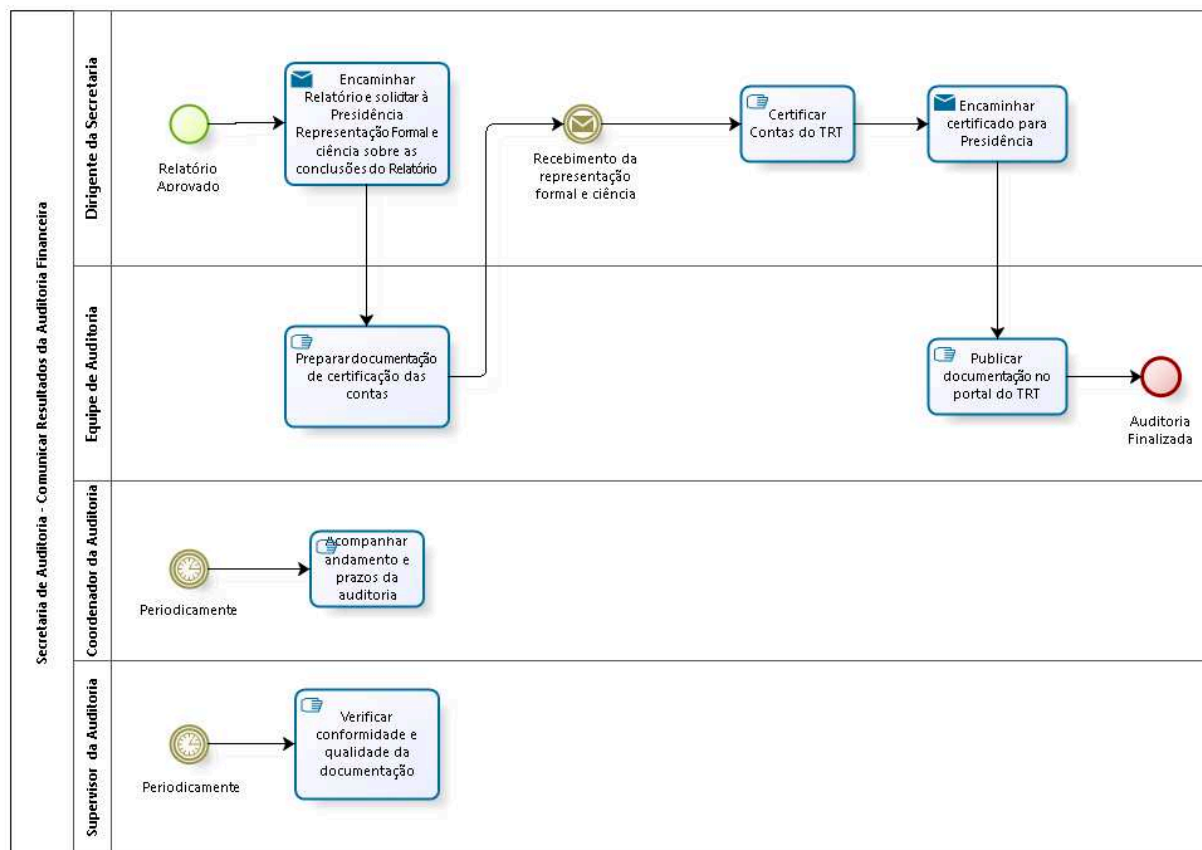 Secretaria de Auditoria - Comunicar Resultados da Auditoria Financeira
Dirigente da Secretaria
Relatório
Aprovado
Encaminhar
Relatório e solicitar à
Presidência
Representação Formal e
ciência sobre as
conclusões do Relatório
Recebimento da
representação
formal e ciência
Certificar
Contas do TRT
Encaminhar
certificado para
Presidência
Equipe de Auditoria
Preparar documentação
de certificação das
contas
Publicar
documentação no
portal do TRT
Auditoria
Finalizada
Coordenador da Auditoria
Periodicamente
Acompanhar
andamento e
prazos da
auditoria
Supervisor da Auditoria
Periodicamente
Verificar
conformidade e
qualidade da
documentação